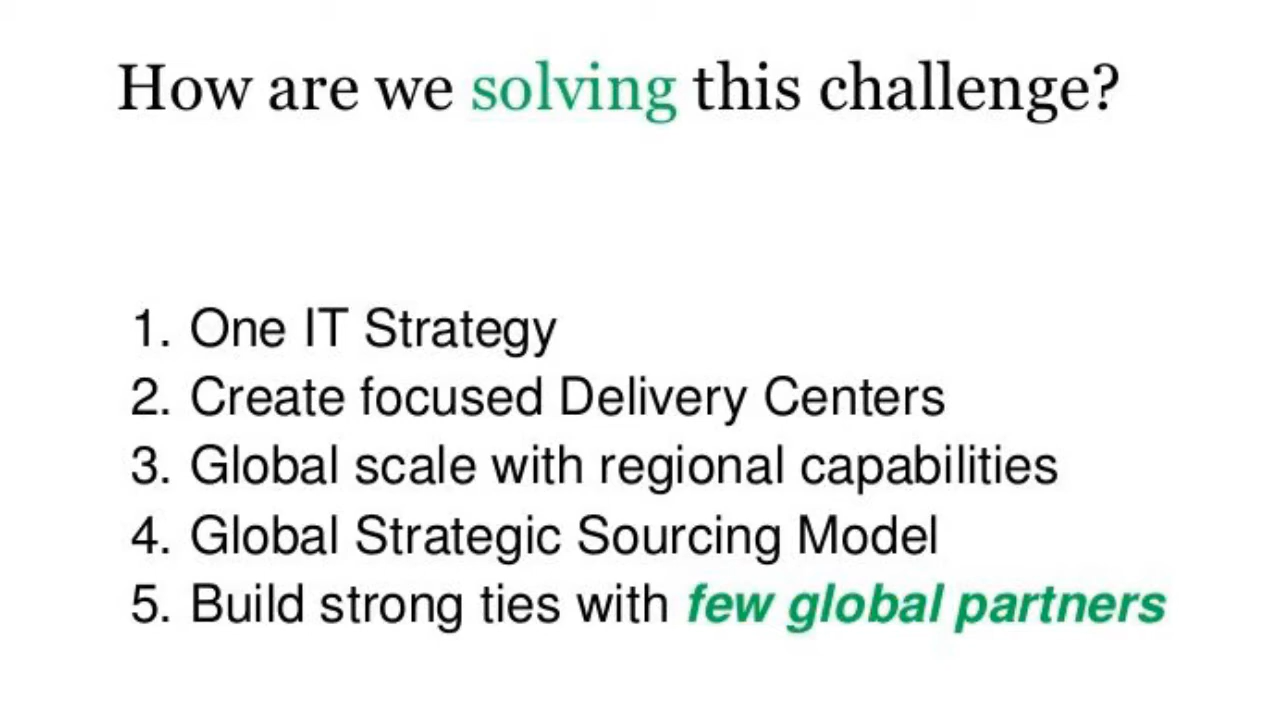 How are we solving this challenge?
1. One IT Strategy
2. Create focused Delivery Centers
3. Global scale with regional capabilities
4. Global Strategic Sourcing Model
5. Build strong ties with few global partners